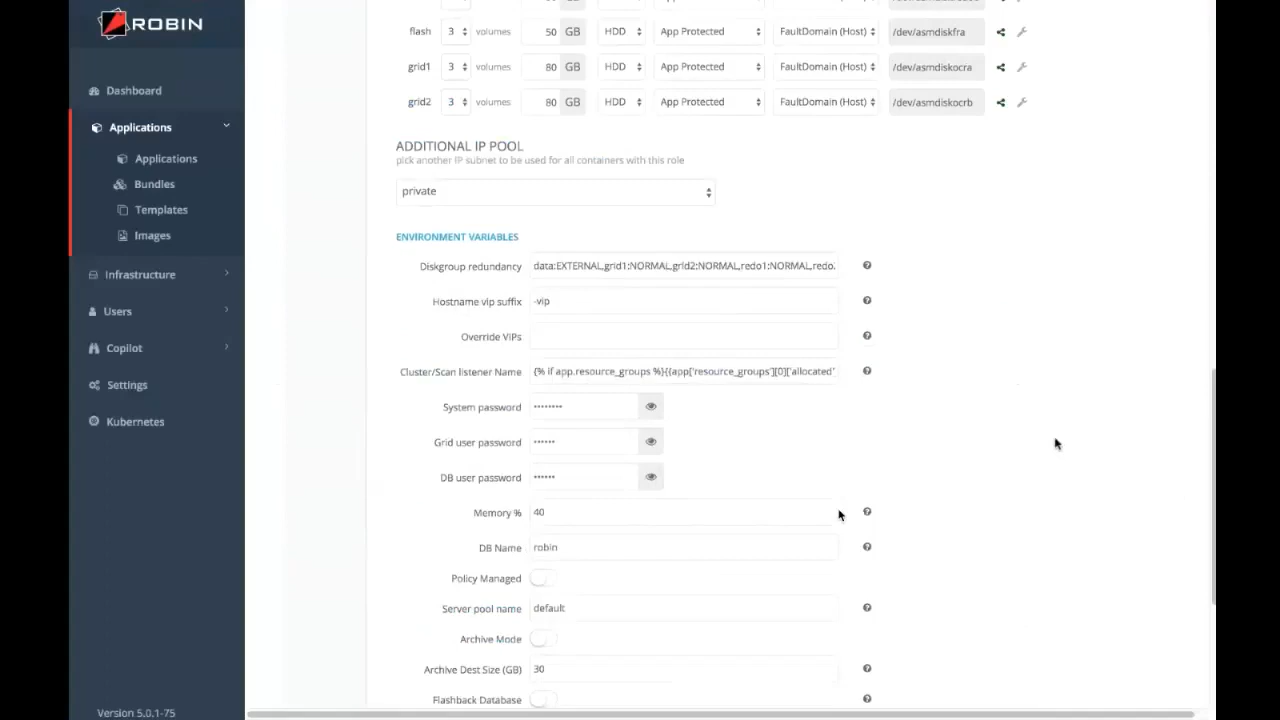 ROBIN
Dashboard
Applications
Applications
Bundles
Templates
Images
Infrastructure
Users
Copilot
Settings
Kubernetes
Version 5.0.1-75
flash 3 volumes 50 GB HDD App Protected FaultDomain (Host) /dev/asmdiskfra
grid1 3 volumes 80 GB HDD App Protected FaultDomain (Host) /dev/asmdiskocra
grid2 3 volumes 80 GB HDD App Protected FaultDomain (Host) /dev/asmdiskocrb
ADDITIONAL IP POOL
pick another IP subnet to be used for all containers with this role
private
ENVIRONMENT VARIABLES
Diskgroup redundancy data:EXTERNAL,grid1:NORMAL,grid2:NORMAL,redo1:NORMAL,redo.
Hostname vip suffix -vip
Override VIPs
Cluster/Scan listener Name {% if app.resource_groups %}{{app['resource_groups'][0]['allocated'
System password ••••••••
Grid user password ••••••
DB user password ••••••
Memory % 40
DB Name robin
Policy Managed
Server pool name default
Archive Mode
Archive Dest Size (GB) 30
Flashback Database